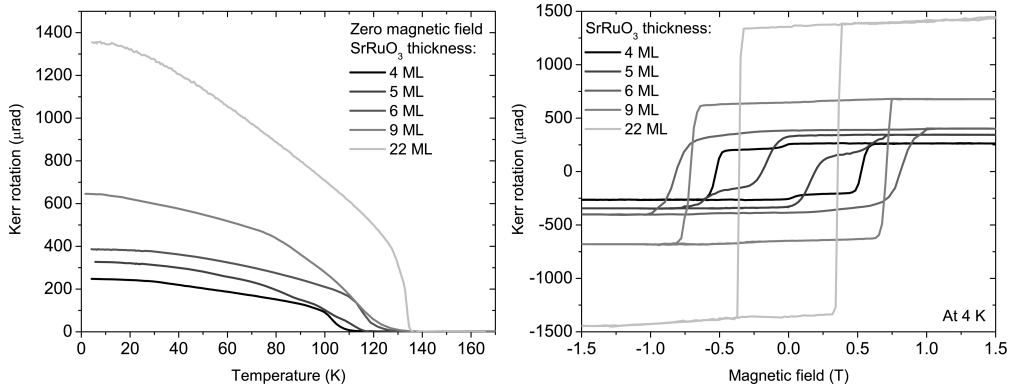 1400
1200
1000
800
600
400
200
0
0 20 40 60 80 100 120 140 160
Kerr rotation (μrad)
Temperature (K)
Zero magnetic field
SrRuO₃ thickness:
4 ML
5 ML
6 ML
9 ML
22 ML
1500
1000
500
0
-500
-1000
-1500
-1.5 -1.0 -0.5 0.0 0.5 1.0 1.5
Kerr rotation (μrad)
Magnetic field (T)
SrRuO₃ thickness:
4 ML
5 ML
6 ML
9 ML
22 ML
At 4 K